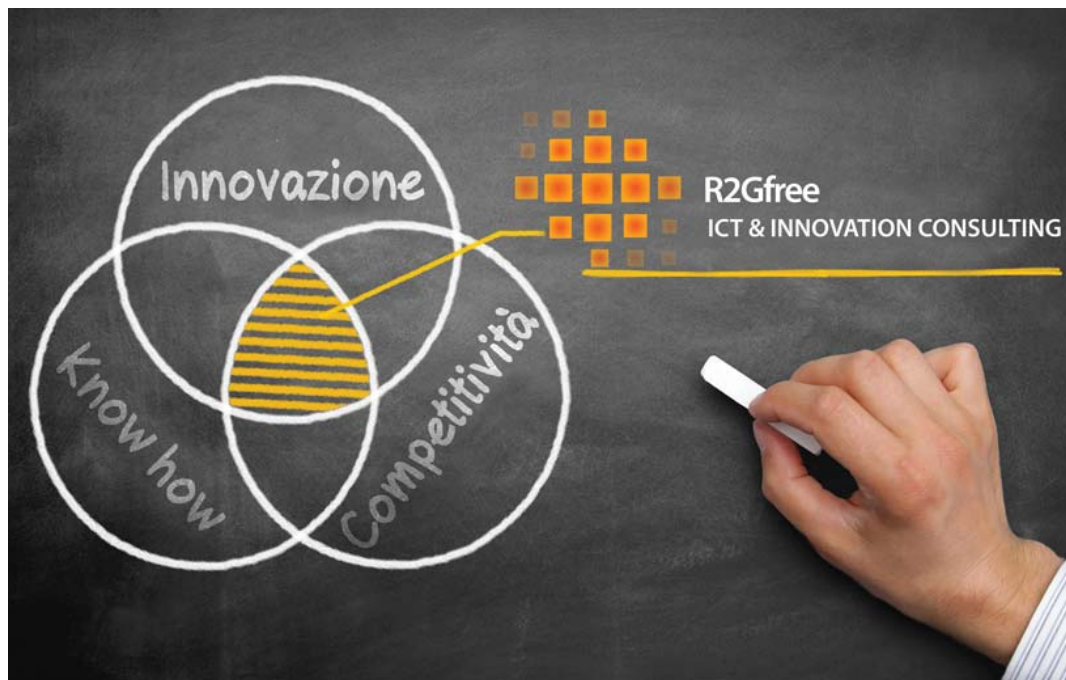 Innovazione
Know how
Competitività
R2Gfree
ICT & INNOVATION CONSULTING